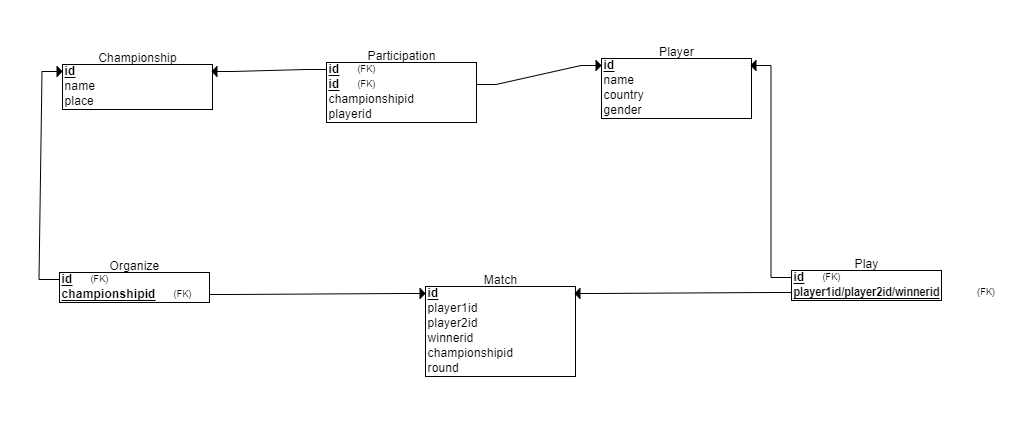 Championship
id
name
place
Participation
id (FK)
id (FK)
championshipid
playerid
Player
id
name
country
gender
Organize
id (FK)
championshipid (FK)
Match
id
player1id
player2id
winnerid
championshipid
round
Play
id (FK)
player1id/player2id/winnerid (FK)